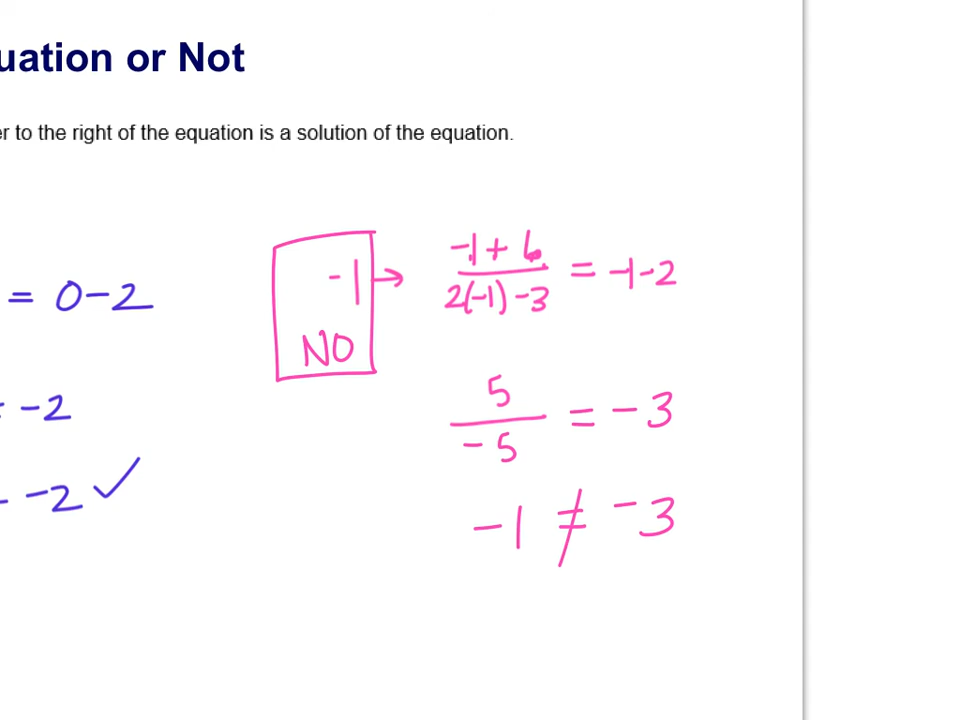 uation or Not
er to the right of the equation is a solution of the equation.
= 0-2
= -2
- -2 ✓
-1 →
NO
-1 + 6 / 2(-1) -3 = -1-2
5 / -5 = -3
-1 ≠ -3